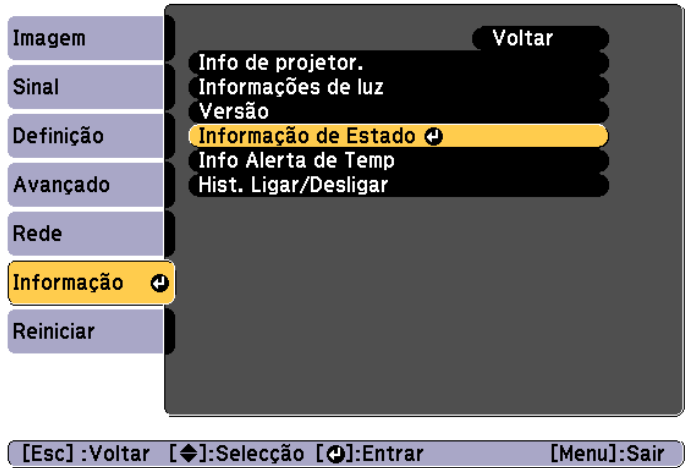 Imagem
Sinal
Definição
Avançado
Rede
Informação
Reiniciar
Voltar
Info de projetor.
Informações de luz
Versão
Informação de Estado
Info Alerta de Temp
Hist. Ligar/Desligar
[Esc] :Voltar [◆]:Selecção [↵]:Entrar [Menu]:Sair